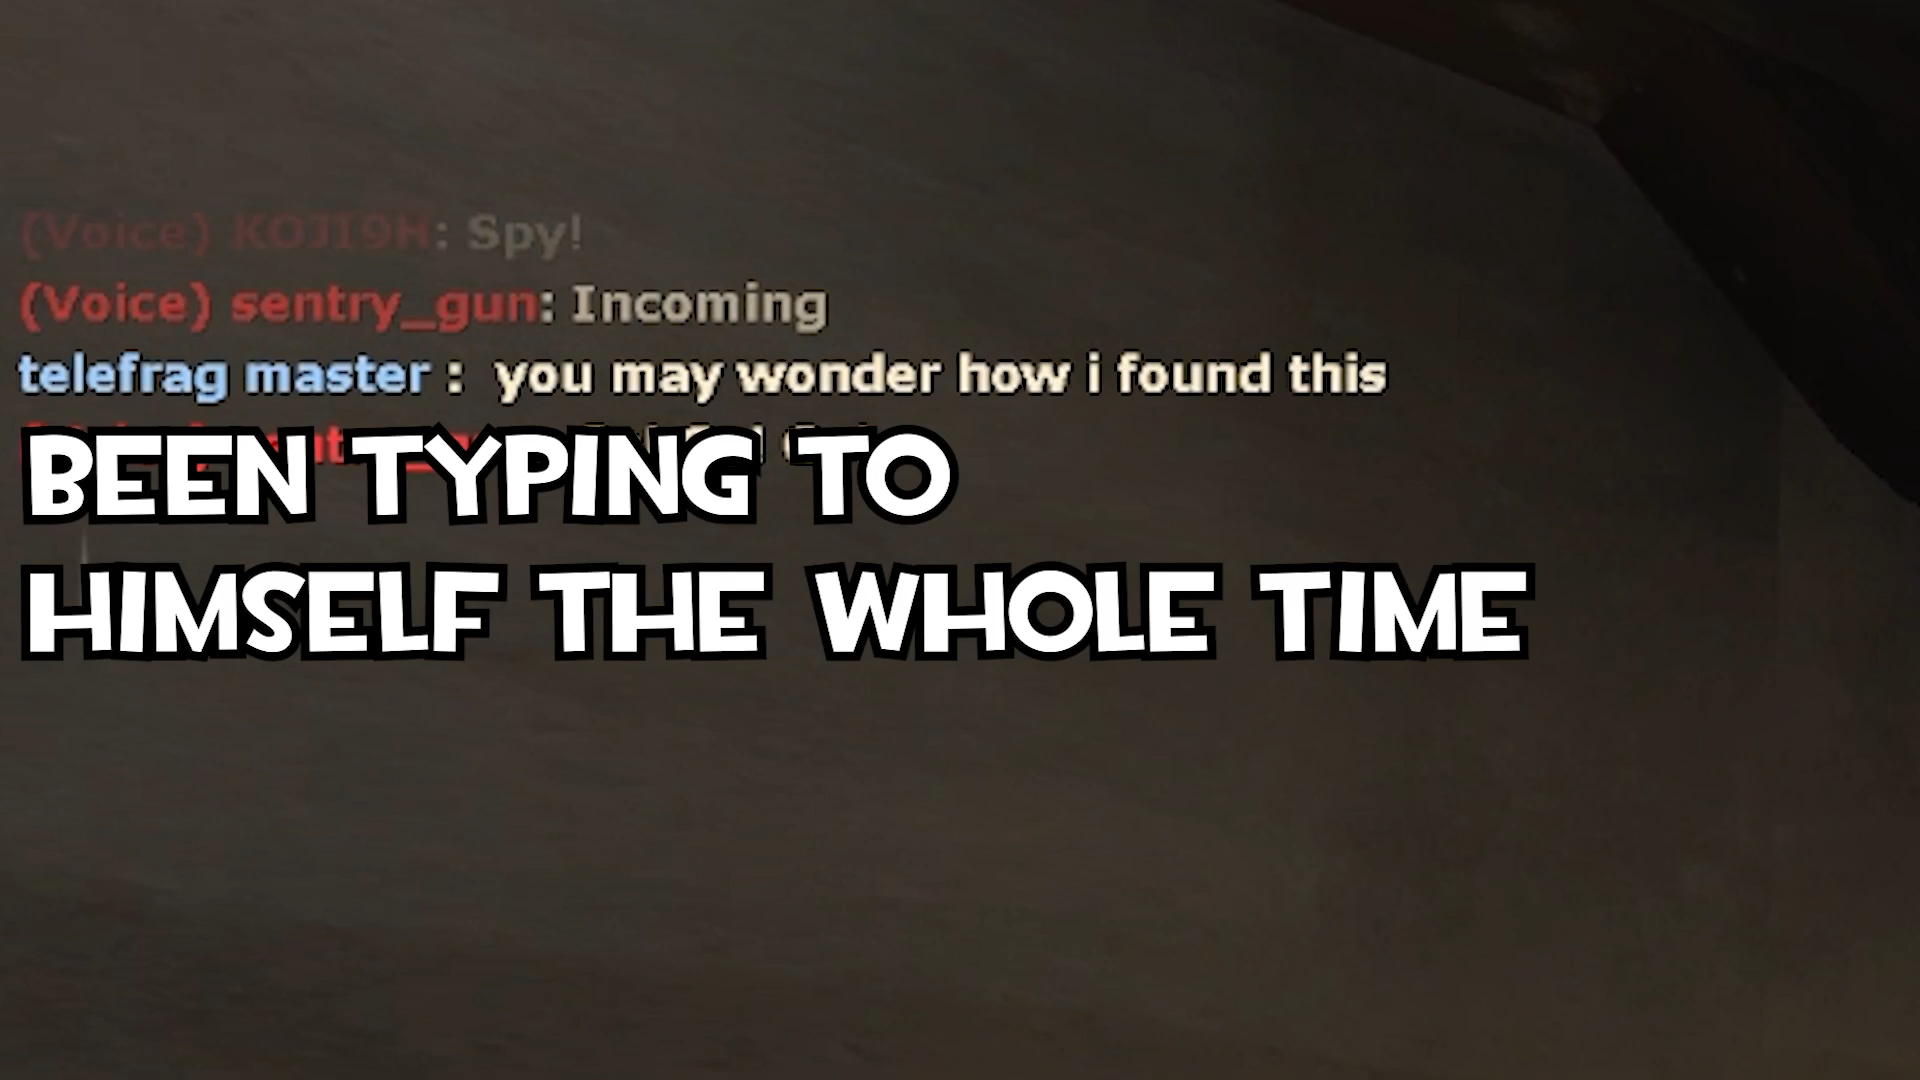 (Voice) KOJI9H: Spy!
(Voice) sentry_gun: Incoming
telefrag master :  you may wonder how i found this
BEEN TYPING TO
HIMSELF THE WHOLE TIME